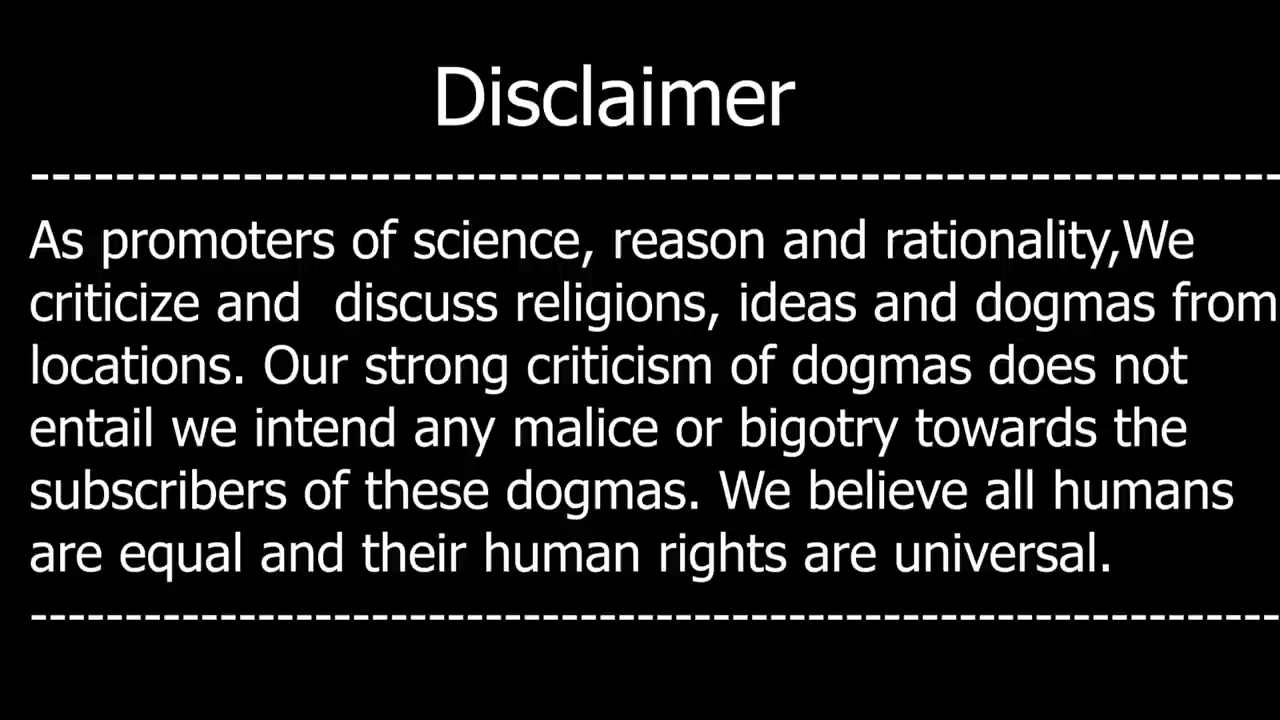 Disclaimer
------------------------------------------------------------
As promoters of science, reason and rationality,We
criticize and  discuss religions, ideas and dogmas from
locations. Our strong criticism of dogmas does not
entail we intend any malice or bigotry towards the
subscribers of these dogmas. We believe all humans
are equal and their human rights are universal.
------------------------------------------------------------------